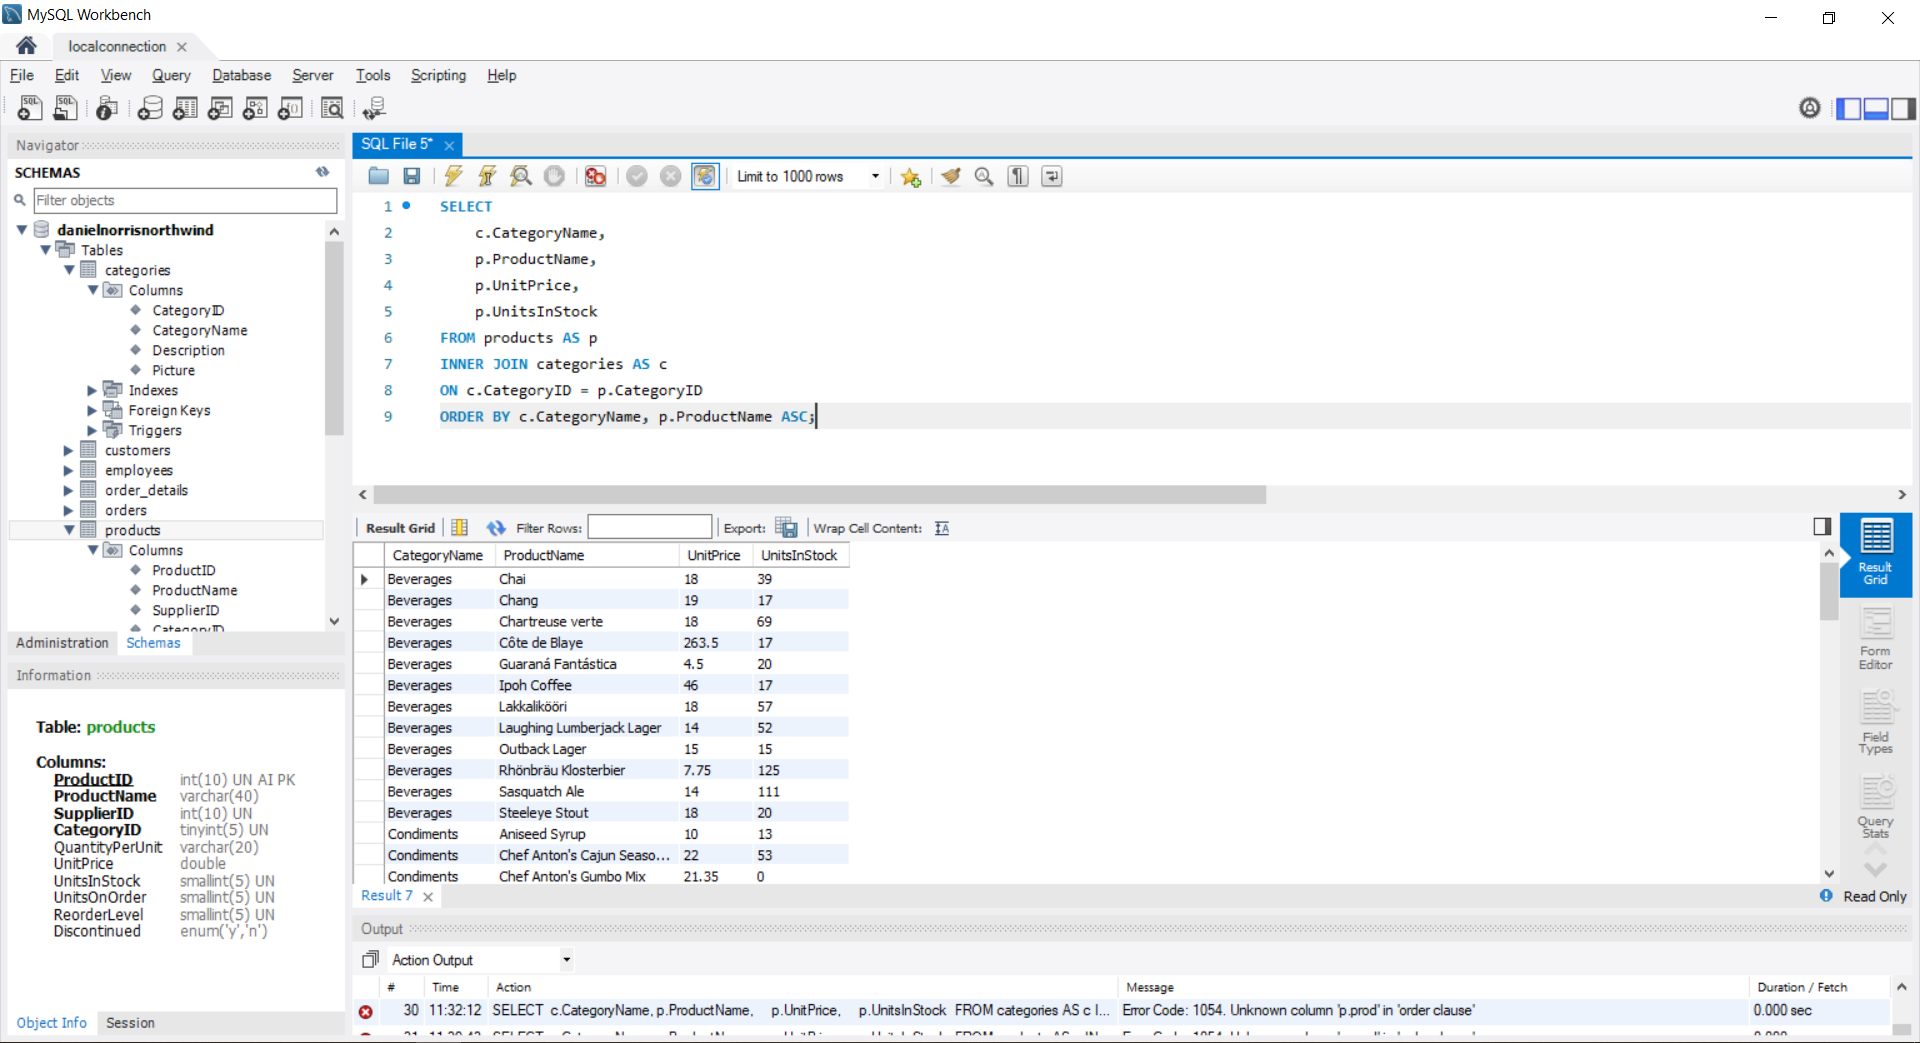 MySQL Workbench
localconnection
File Edit View Query Database Server Tools Scripting Help
Navigator
SCHEMAS
Filter objects
danielnorrisnorthwind
Tables
categories
Columns
CategoryID
CategoryName
Description
Picture
Indexes
Foreign Keys
Triggers
customers
employees
order_details
orders
products
Columns
ProductID
ProductName
SupplierID
CategoryID
Administration Schemas
Information
Table: products
Columns:
ProductID int(10) UN AI PK
ProductName varchar(40)
SupplierID int(10) UN
CategoryID tinyint(5) UN
QuantityPerUnit varchar(20)
UnitPrice double
UnitsInStock smallint(5) UN
UnitsOnOrder smallint(5) UN
ReorderLevel smallint(5) UN
Discontinued enum('y','n')
Object Info Session
SQL File 5*
Limit to 1000 rows
1 SELECT
2 c.CategoryName,
3 p.ProductName,
4 p.UnitPrice,
5 p.UnitsInStock
6 FROM products AS p
7 INNER JOIN categories AS c
8 ON c.CategoryID = p.CategoryID
9 ORDER BY c.CategoryName, p.ProductName ASC;
Result Grid Filter Rows: Export: Wrap Cell Content:
CategoryName ProductName UnitPrice UnitsInStock
Beverages Chai 18 39
Beverages Chang 19 17
Beverages Chartreuse verte 18 69
Beverages Côte de Blaye 263.5 17
Beverages Guaraná Fantástica 4.5 20
Beverages Ipoh Coffee 46 17
Beverages Lakkalikööri 18 57
Beverages Laughing Lumberjack Lager 14 52
Beverages Outback Lager 15 15
Beverages Rhönbräu Klosterbier 7.75 125
Beverages Sasquatch Ale 14 111
Beverages Steeleye Stout 18 20
Condiments Aniseed Syrup 10 13
Condiments Chef Anton's Cajun Seaso... 22 53
Condiments Chef Anton's Gumbo Mix 21.35 0
Result Grid
Form Editor
Field Types
Query Stats
Result 7
Read Only
Output
Action Output
# Time Action Message Duration / Fetch
30 11:32:12 SELECT c.CategoryName, p.ProductName, p.UnitPrice, p.UnitsInStock FROM categories AS c I... Error Code: 1054. Unknown column 'p.prod' in 'order clause' 0.000 sec